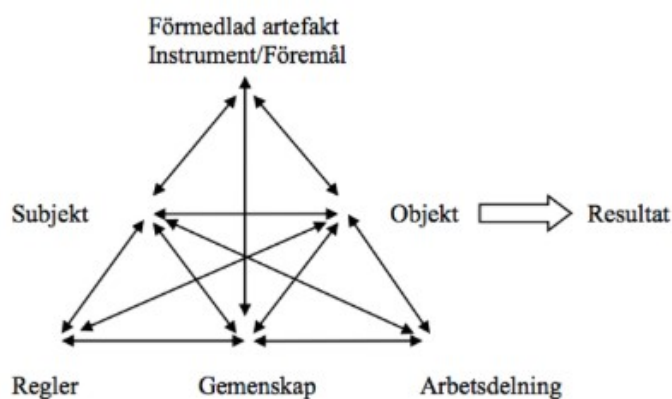 Förmedlad artefakt
Instrument/Föremål
Subjekt
Objekt
Resultat
Regler
Gemenskap
Arbetsdelning